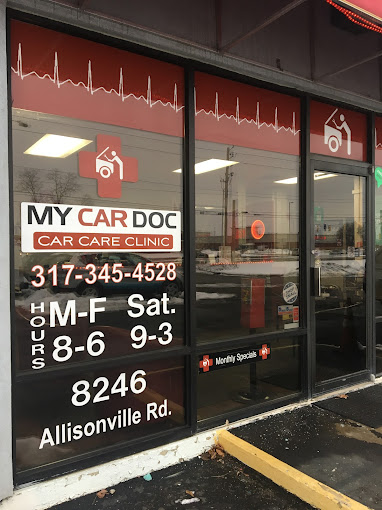 MY CAR DOC
CAR CARE CLINIC
317-345-4528
HOURS
M-F Sat.
8-6 9-3
8246
Allisonville Rd.
Monthly Specials